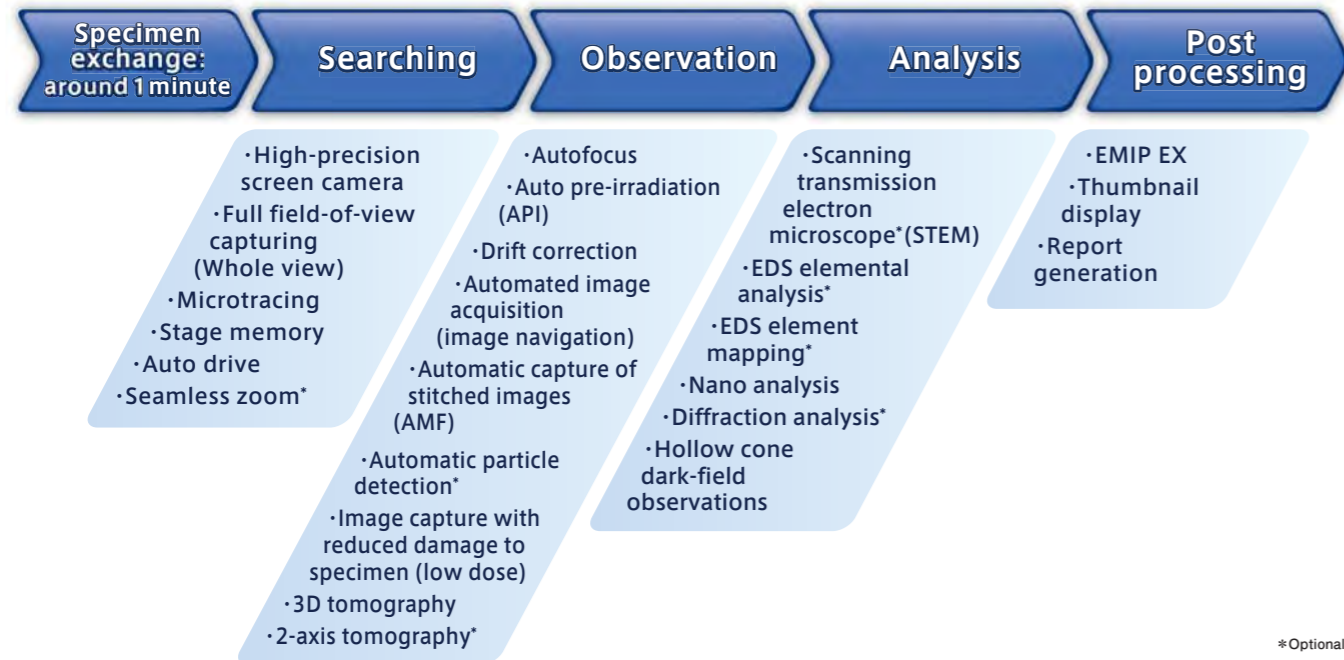 Specimen
exchange:
around 1 minute
Searching
Observation
Analysis
Post
processing
·High-precision
screen camera
·Full field-of-view
capturing
(Whole view)
·Microtracing
·Stage memory
·Auto drive
·Seamless zoom*
·Autofocus
·Auto pre-irradiation
(API)
·Drift correction
·Automated image
acquisition
(image navigation)
·Automatic capture of
stitched images
(AMF)
·Automatic particle
detection*
·Image capture with
reduced damage to
specimen (low dose)
·3D tomography
·2-axis tomography*
·Scanning
transmission
electron
microscope*(STEM)
·EDS elemental
analysis*
·EDS element
mapping*
·Nano analysis
·Diffraction analysis*
·Hollow cone
dark-field
observations
·EMIP EX
·Thumbnail
display
·Report
generation
*Optional